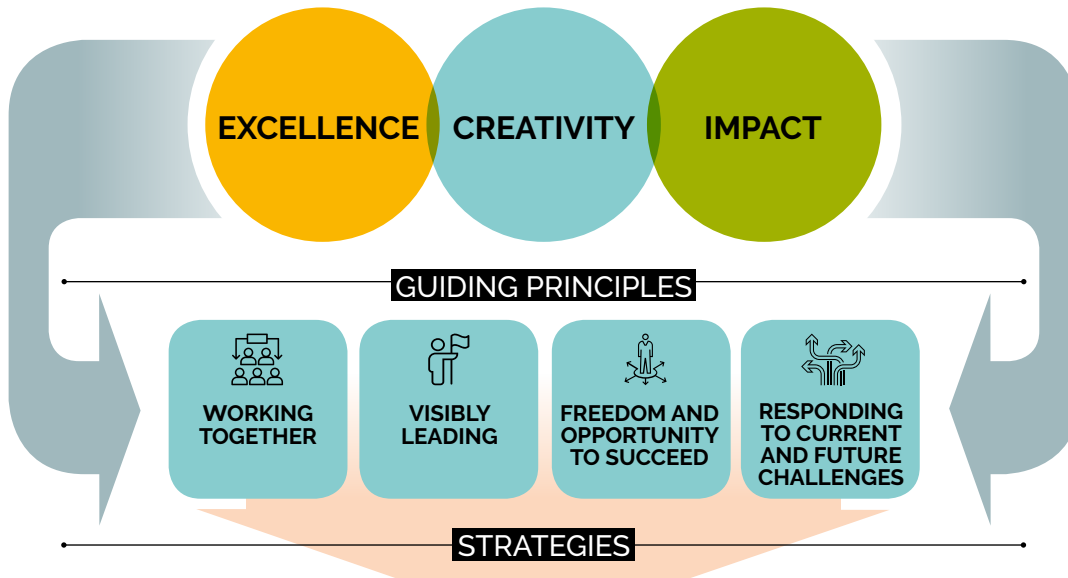 EXCELLENCE
CREATIVITY
IMPACT
GUIDING PRINCIPLES
WORKING
TOGETHER
VISIBLY
LEADING
FREEDOM AND
OPPORTUNITY
TO SUCCEED
RESPONDING
TO CURRENT
AND FUTURE
CHALLENGES
STRATEGIES